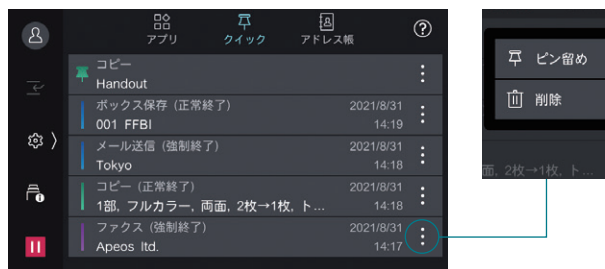 アプリ
クイック
アドレス帳
?
コピー
Handout
ボックス保存（正常終了）
2021/8/31
001 FFBI
14:19
メール送信（強制終了）
2021/8/31
Tokyo
14:18
コピー（正常終了）
2021/8/31
1部, フルカラー, 両面, 2枚→1枚, ト...
14:18
ファクス（強制終了）
2021/8/31
Apeos ltd.
14:17
ピン留め
削除
面, 2枚→1枚, ト...